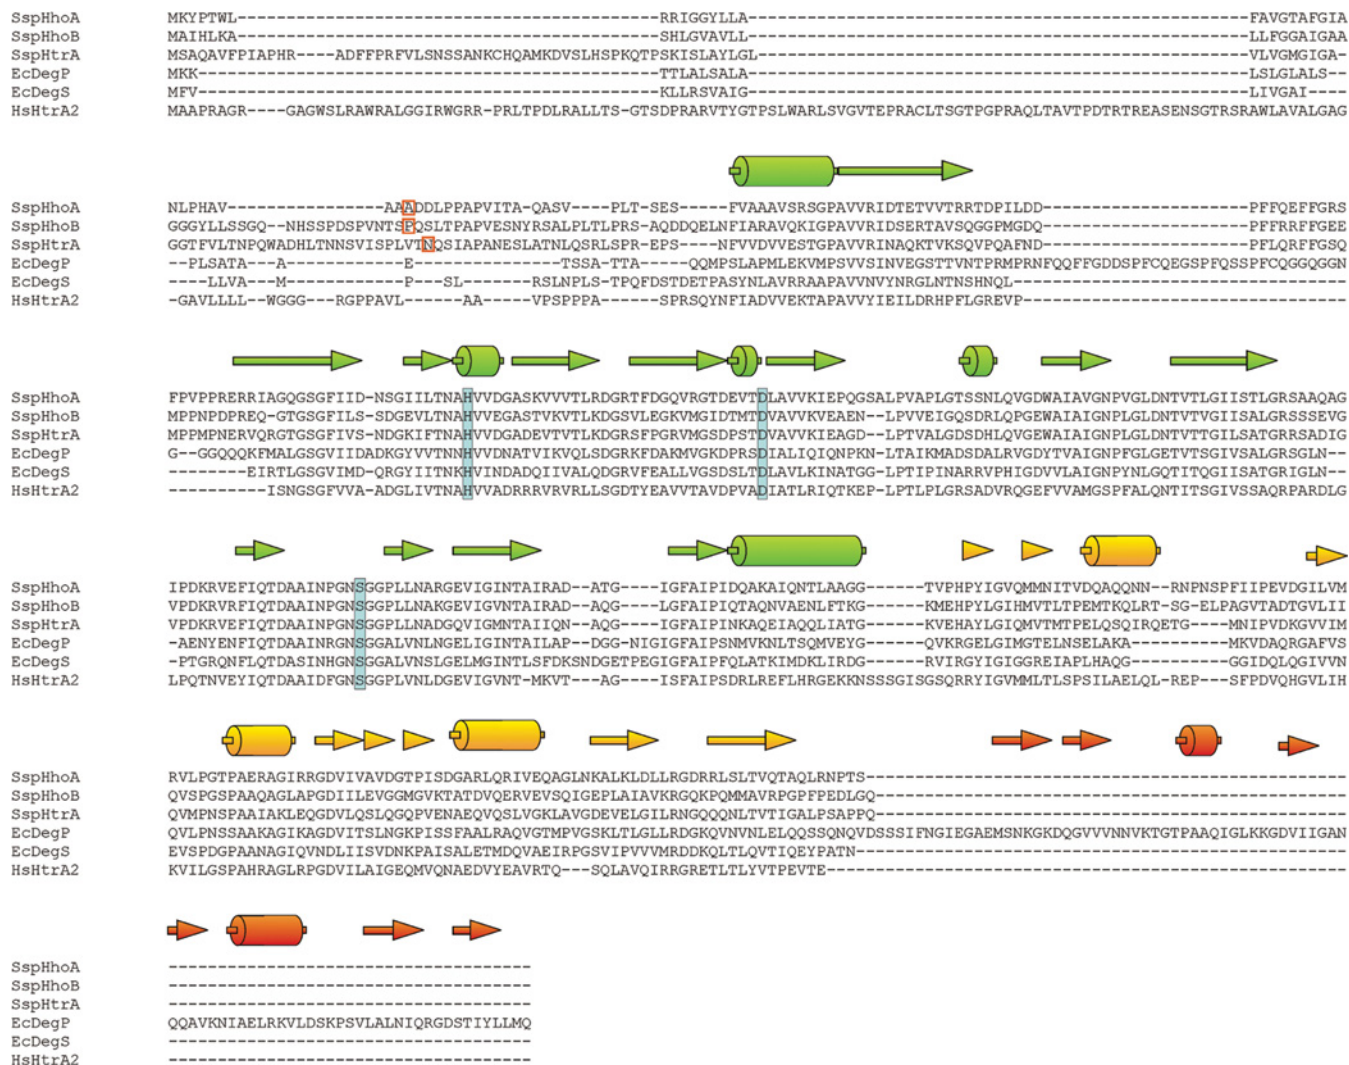 SspHhoA MKYPTWL-------------------------------------------RRIGGYLLA---------------------------------------------------FAVGTAFGIA
SspHhoB MAIHLKA-------------------------------------------SHLGVAVLL---------------------------------------------------LLFGGAIGAA
SspHtrA MSAQAVFPIAPHR----ADFFPRFVLSNSSANKCHQAMKDVSLHSPKQTPSKISLAYLGL--------------------------------------------------VLVGMGIGA-
EcDegP MKK-----------------------------------------------TTLALSALA---------------------------------------------------LSLGLALS--
EcDegS MFV-----------------------------------------------KLLRSVAIG---------------------------------------------------LIVGAI----
HsHtrA2 MAAPRAGR----GAGWSLRAWRALGGIRWGRR-PRLTPDLRALLTS-GTSDPRARVTYGTPSLWARLSVGVTEPRACLTSGTPGPRAQLTAVTPDTRTREASENSGTRSRAWLAVALGAG
SspHhoA NLPHAV----------------AAADDLPPAPVITA-QASV----PLT-SES-----FVAAAVSRSGPAVVRIDTETVVTRRTDPILDD---------------------PFFQEFFGRS
SspHhoB GGGYLLSSGQ--NHSSPDSPVNTSPQSLTPAPVESNYRSALPLTLPRS-AQDDQELNFIARAVQKIGPAVVRIDSERTAVSQGGPMGDQ---------------------PFFRRFFGEE
SspHtrA GGTFVLTNPQWADHLTNNSVISPLVTNQSIAPANESLATNLQSRLSPR-EPS-----NFVVDVVESTGPAVVRINAQKTVKSQVPQAFND--------------------PFLQRFFGSQ
EcDegP --PLSATA--A------------E---------------TSSA-TTA-----QQMPSLAPMLEKVMPSVVSINVEGSTTVNTPRMPRNFQQFFGDDSPFCQEGSPFQSSPFCQGGQGGN
EcDegS ----LLVA--M------------P---SL-------RSLNPLS-TPQFDSTDETPASYNLAVRRAAPAVVNVYNRGLNTNSHNQL----------------------------------
HsHtrA2 -GAVLLLL-WGGG--RGPPAVL------AA------VPSPPPA-----SPRSQYNFIADVVEKTAPAVVYIEILDRHPFLGREVP---------------------------------
SspHhoA FPVPPRERRIAGQGSGFIID-NSGIILTNAHVVDGASKVVVTLRDGRTFDGQVRGTDEVTDLAVVKIEPQGSALPVAPLGTSSNLQVGDWAIAVGNPVGLDNTVTLGIISTLGRSAAQAG
SspHhoB MPPNPDPREQ-GTGSGFILS-SDGEVLTNAHVVEGASTVKVTLKDGSVLEGKVMGIDTMTDVAVVKVEAEN--LPVVEIGQSDRLQPGEWAIAIGNPLGLDNTVTVGIISALGRSSSEVG
SspHtrA MPPMPNERVQRGTGSGFIVS-NDGKIFTNAHVVDGADEVTVTLKDGRSFPGRVMGSDPSTDVAVVKIEAGD--LPTVALGDSDHLQVGEWAIAIGNPLGLDNTVTTGILSATGRRSADIG
EcDegP G--GGQQQKFMALGSGVIIDADKGYVVTNNHVVDNATVIKVQLSDGRKFDAKMVGKDPRSDIALIQIQNPKN-LTAIKMADSDALRVGDYTVAIGNPFGLGETVTSGIVSALGRSGLN--
EcDegS --------EIRTLGSGVIMD-QRGYIITNKHVINDADQIIVALQDGRVFEALLVGSDSLTDLAVLKINATGG--LPTIPINARRVPHIGDVVLAIGNPYNLGQTITQGIISATGRIGLN-
HsHtrA2 ----------ISNGSGFVVA-ADGLIVTNAHVVADRRRVRVRLLSGDTYEAVVTAVDPVADIATLRIQTKEP-LPTLPLGRSADVRQGEFVVAMGSPFALQNTITSGIVSSAQRPARDLG
SspHhoA IPDKRVEFIQTDAAINPGNSGGPLLNARGEVIGINTAIRAD--ATG----IGFAIPIDQAKAIQNTLAAGG------TVPHPYIGVQMMNITVDQAQQNN--RNPNSPFIIPEVDGILVM
SspHhoB VPDKRVRFIQTDAAINPGNSGGPLLNAKGEVIGVNTAIRAD--AQG----LGFAIPIQTAQNVAENLFTKG------KMEHPYLGIHMVTLTPEMTKQLRT-SG-ELPAGVTADTGVLII
SspHtrA VPDKRVEFIQTDAAINPGNSGGPLLNADGQVIGMNTAIIQN--AQG----IGFAIPINKAQEIAQQLIATG------KVEHAYLGIQMVTMTPELQSQIRQETG---MNIPVDKGVVIM
EcDegP -AENYENFIQTDAAINRGNSGGALVNLNGELIGINTAILAP--DGG--NIGIGFAIPSNMVKNLTSQMVEYG------QVKRGELGIMGTELNSELAKA--------MKVDAQRGAFVS
EcDegS -PTGRQNFLQTDASINHGNSGGALVNSLGELMGINTLSFDKSNDGETPEGIGFAIPFQLATKIMDKLIRDG------RVIRGYIGIGGREIAPLHAQG---------GGIDQLQGIVVN
HsHtrA2 LPQTNVEYIQTDAAIDFGNSGGPLVNLDGEVIGVNT-MKVT---AG----ISFAIPSDRLREFLHRGEKKNSSSGISGSQRRYIGVMMLTLSPSILAELQL-REP---SFPDVQHGVLIH
SspHhoA RVLPGTPAERAGIRRGDVIVAVDGTPISDGARLQRIVEQAGLNKALKLDLLRGDRRLSLTVQTAQLRNPTS-------------------------------------------------
SspHhoB QVSPGSPAAQAGLAPGDIILEVGGMGVKTATDVQERVEVSQIGEPLAIAVKRGQKPQMMAVRPGPFPEDLGQ------------------------------------------------
SspHtrA QVMPNSPAAIAKLEQGDVLQSLQGQPVENAEQVQSLVGKLAVGDEVELGILRNGQQQNLTVTIGALPSAPPQ------------------------------------------------
EcDegP QVLPNSSAAKAGIKAGDVITSLNGKPISSFAALRAQVGTMPVGSKLTLGLLRDGKQVNVNLELQQSSQNQVDSSSIFNGIEGAEMSNKGKDQGVVVNNVKTGTPAAQIGLKKGDVIIGAN
EcDegS EVSPDGPAANAGIQVNDLIISVDNKPAISALETMDQVAEIRPGSVIPVVVMRDDKQLTLQVTIQEYPATN--------------------------------------------------
HsHtrA2 KVILGSPAHRAGLRPGDVILAIGEQMVQNAEDVYEAVRTQ---SQLAVQIRRGRETLTLYVTPEVTE-----------------------------------------------------
SspHhoA -------------------------------------
SspHhoB -------------------------------------
SspHtrA -------------------------------------
EcDegP QQAVKNIAELRKVLDSKPSVLALNIQRGDSTIYLLMQ
EcDegS -------------------------------------
HsHtrA2 -------------------------------------